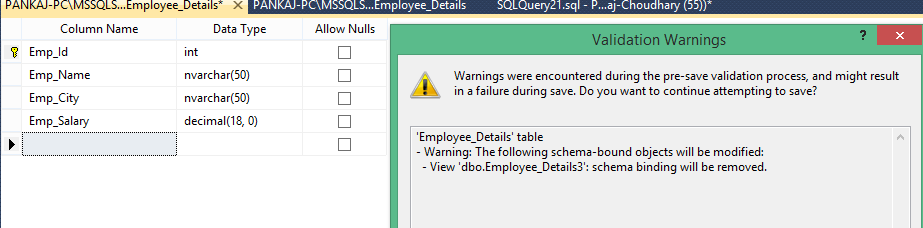 PANKAJ-PC\MSSQLS...Employee_Details* PANKAJ-PC\MSSQLS...Employee_Details SQLQuery21.sql - P...aj-Choudhary (55))*
Column Name Data Type Allow Nulls
Emp_Id int
Emp_Name nvarchar(50)
Emp_City nvarchar(50)
Emp_Salary decimal(18, 0)
Validation Warnings
Warnings were encountered during the pre-save validation process, and might result
in a failure during save. Do you want to continue attempting to save?
'Employee_Details' table
- Warning: The following schema-bound objects will be modified:
- View 'dbo.Employee_Details3': schema binding will be removed.